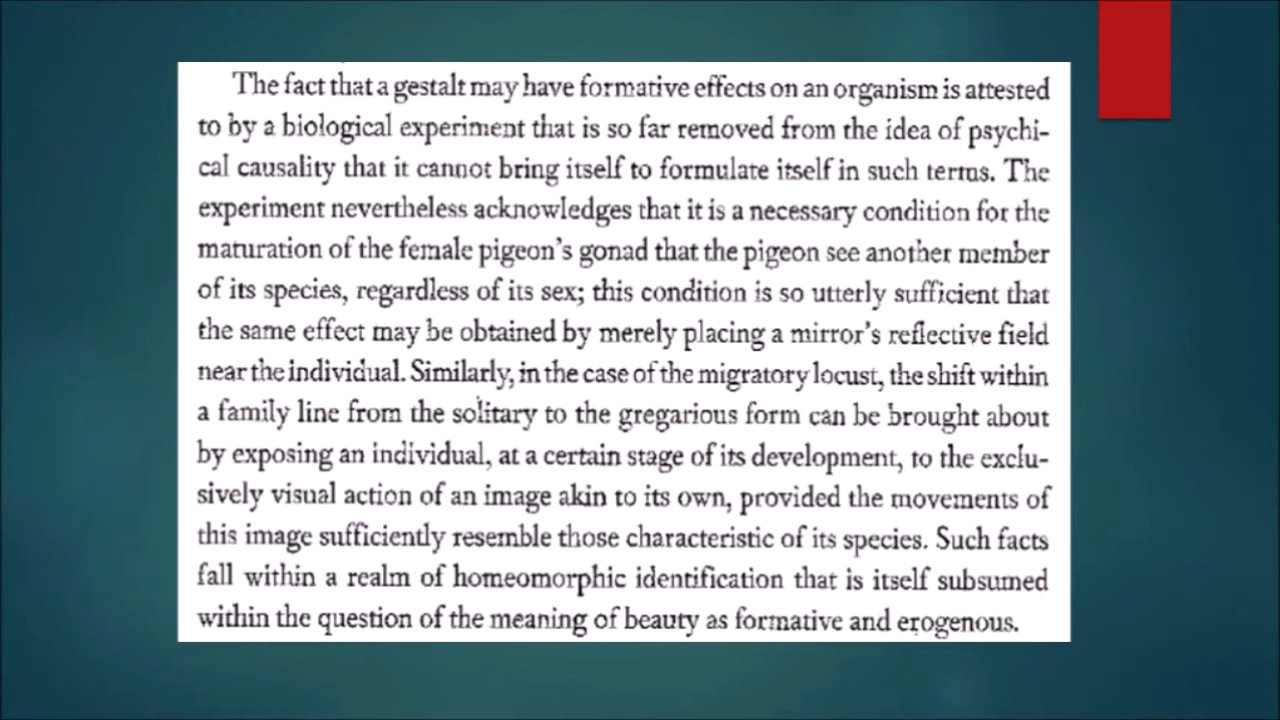 The fact that a gestalt may have formative effects on an organism is attested
to by a biological experiment that is so far removed from the idea of psychi-
cal causality that it cannot bring itself to formulate itself in such terms. The
experiment nevertheless acknowledges that it is a necessary condition for the
maturation of the female pigeon's gonad that the pigeon see another member
of its species, regardless of its sex; this condition is so utterly sufficient that
the same effect may be obtained by merely placing a mirror's reflective field
near the individual. Similarly, in the case of the migratory locust, the shift within
a family line from the solitary to the gregarious form can be brought about
by exposing an individual, at a certain stage of its development, to the exclu-
sively visual action of an image akin to its own, provided the movements of
this image sufficiently resemble those characteristic of its species. Such facts
fall within a realm of homeomorphic identification that is itself subsumed
within the question of the meaning of beauty as formative and erogenous.